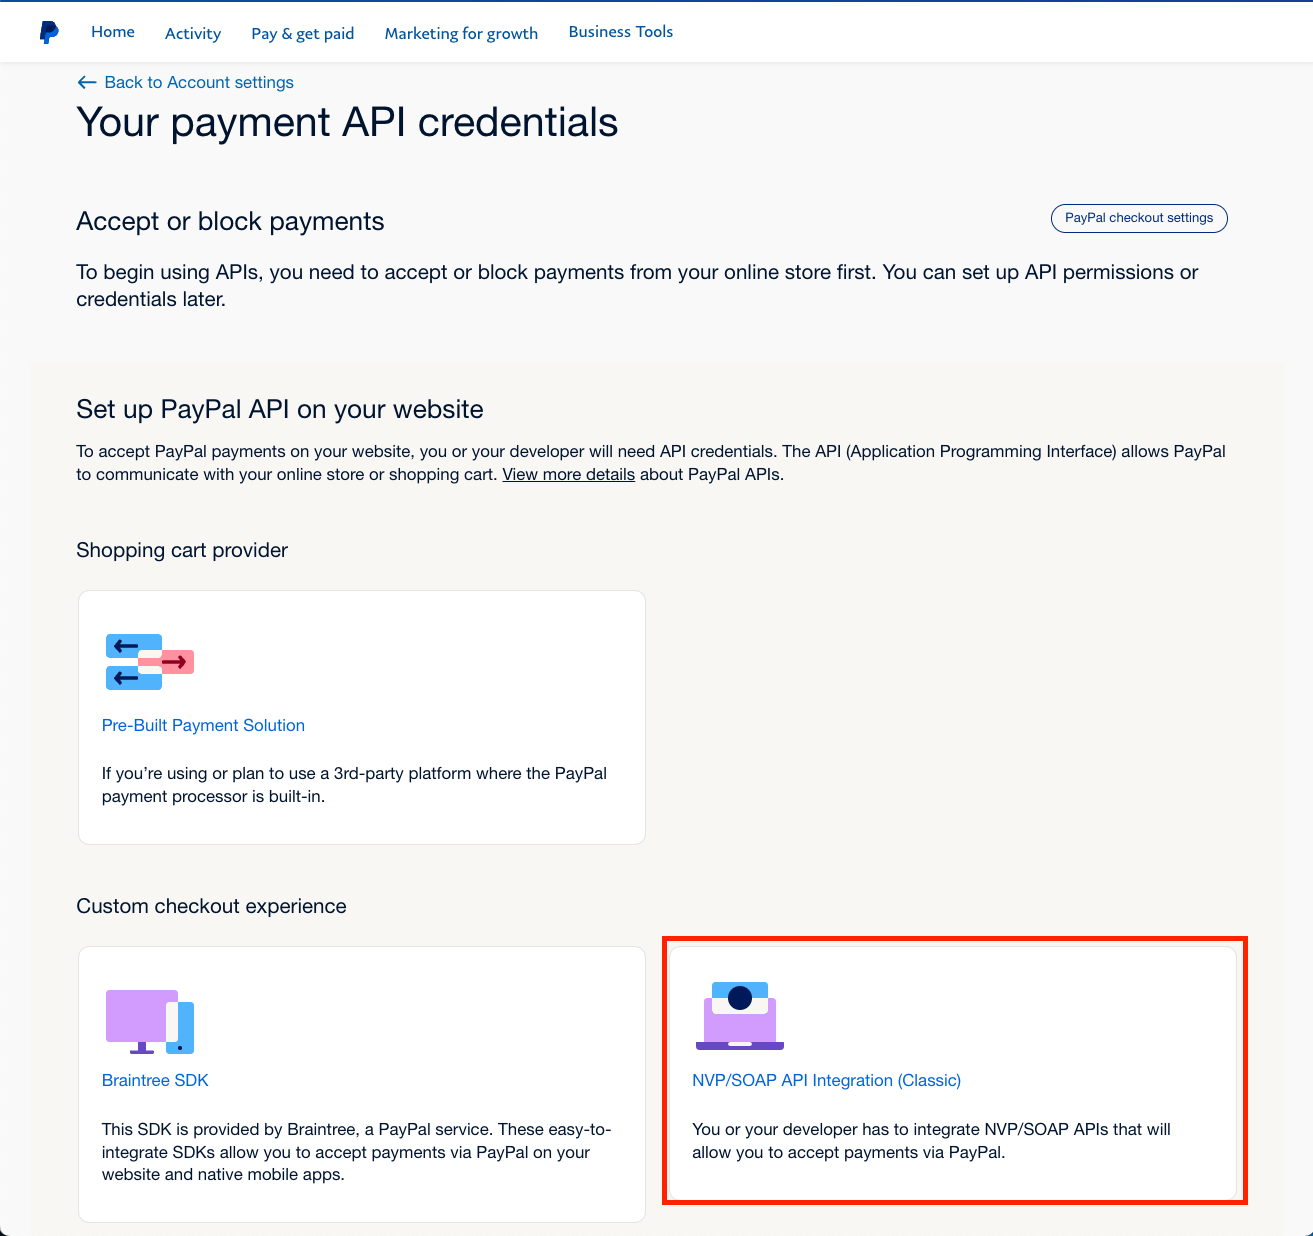 Home Activity Pay & get paid Marketing for growth Business Tools
Back to Account settings
Your payment API credentials
Accept or block payments
PayPal checkout settings
To begin using APIs, you need to accept or block payments from your online store first. You can set up API permissions or
credentials later.
Set up PayPal API on your website
To accept PayPal payments on your website, you or your developer will need API credentials. The API (Application Programming Interface) allows PayPal
to communicate with your online store or shopping cart. View more details about PayPal APIs.
Shopping cart provider
Pre-Built Payment Solution
If you’re using or plan to use a 3rd-party platform where the PayPal
payment processor is built-in.
Custom checkout experience
Braintree SDK
This SDK is provided by Braintree, a PayPal service. These easy-to-
integrate SDKs allow you to accept payments via PayPal on your
website and native mobile apps.
NVP/SOAP API Integration (Classic)
You or your developer has to integrate NVP/SOAP APIs that will
allow you to accept payments via PayPal.